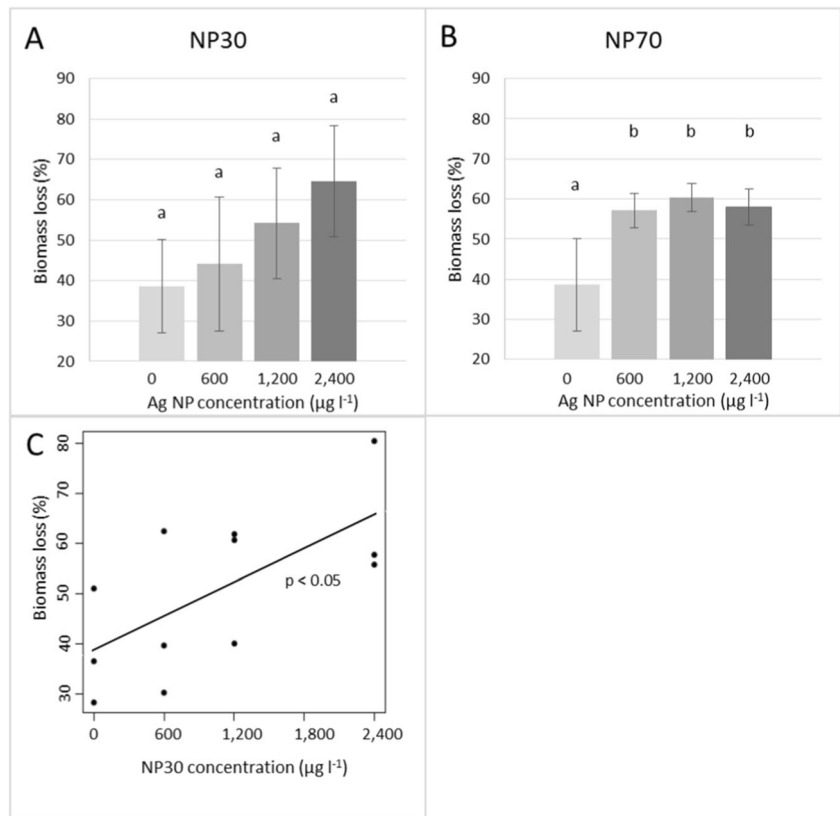 A
NP30
Biomass loss (%)
90
80
70
60
50
40
30
20
a
a
a
a
0 600 1,200 2,400
Ag NP concentration (µg l⁻¹)
B
NP70
Biomass loss (%)
90
80
70
60
50
40
30
20
a
b b b
0 600 1,200 2,400
Ag NP concentration (µg l⁻¹)
C
Biomass loss (%)
80
70
60
50
40
30
p < 0.05
0 600 1,200 1,800 2,400
NP30 concentration (µg l⁻¹)